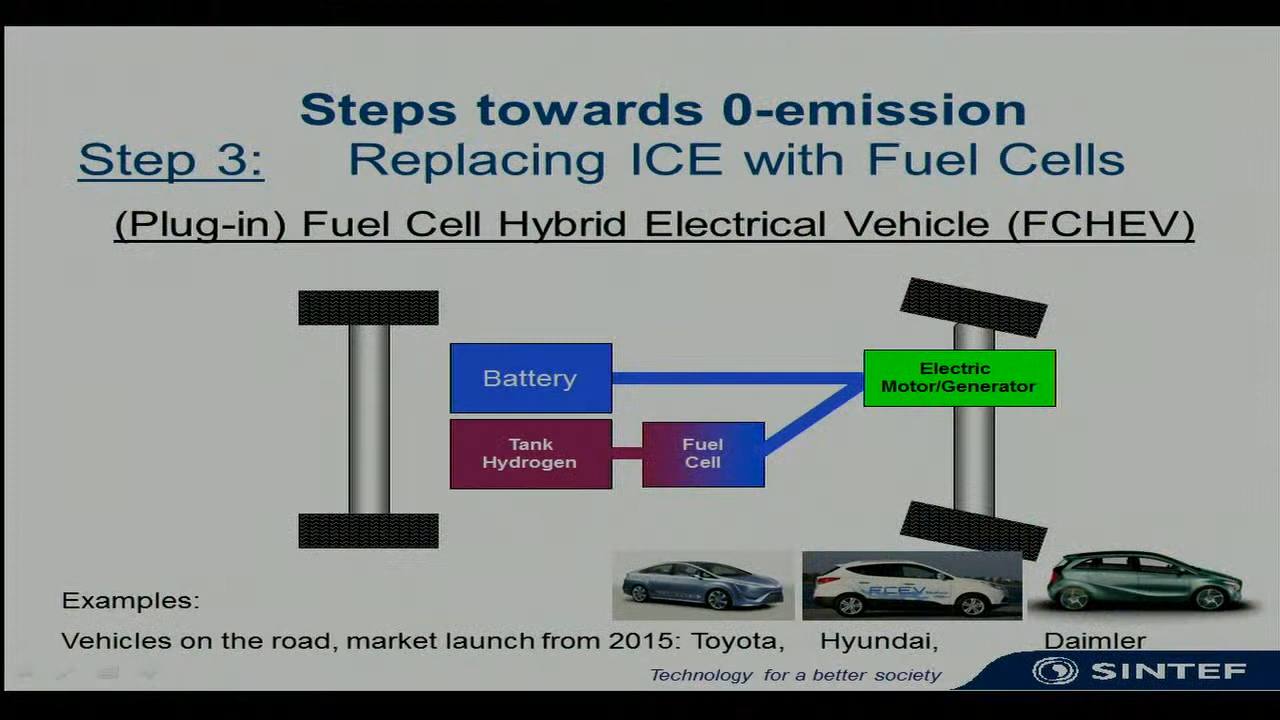 Steps towards 0-emission
Step 3: Replacing ICE with Fuel Cells
(Plug-in) Fuel Cell Hybrid Electrical Vehicle (FCHEV)
Battery
Electric
Motor/Generator
Tank
Hydrogen
Fuel
Cell
FCEV
Examples:
Vehicles on the road, market launch from 2015: Toyota, Hyundai, Daimler
Technology for a better society
SINTEF